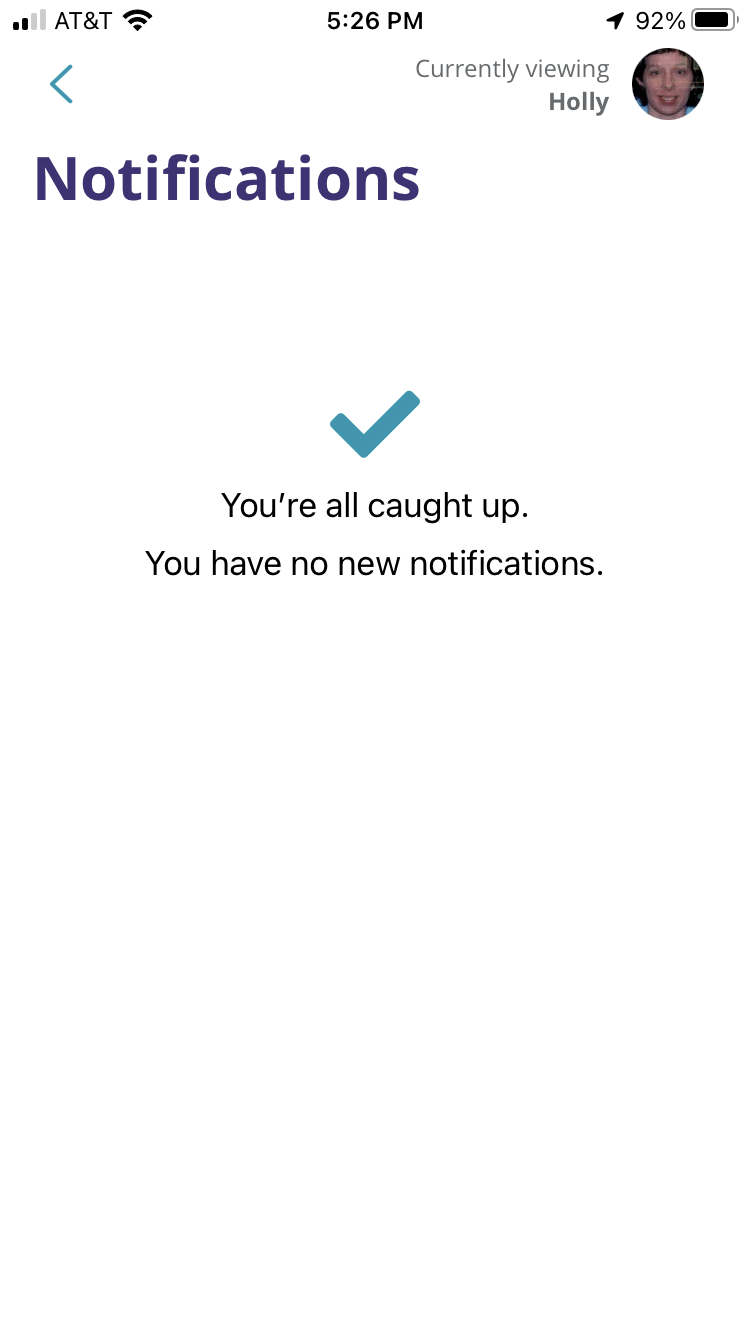 AT&T
5:26 PM
92%
Currently viewing
Holly
Notifications
You’re all caught up.
You have no new notifications.